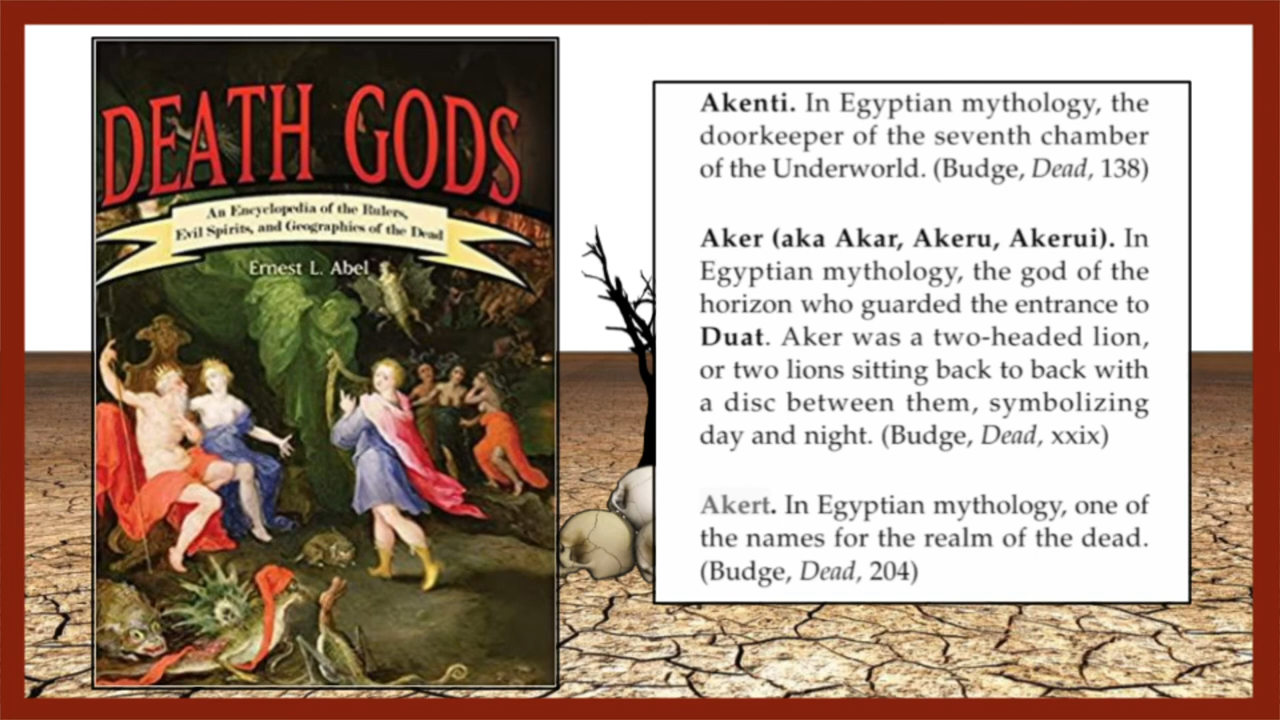 DEATH GODS
An Encyclopedia of the Rulers,
Evil Spirits, and Geographies of the Dead
Ernest L. Abel
Akenti. In Egyptian mythology, the
doorkeeper of the seventh chamber
of the Underworld. (Budge, Dead, 138)
Aker (aka Akar, Akeru, Akerui). In
Egyptian mythology, the god of the
horizon who guarded the entrance to
Duat. Aker was a two-headed lion,
or two lions sitting back to back with
a disc between them, symbolizing
day and night. (Budge, Dead, xxix)
Akert. In Egyptian mythology, one of
the names for the realm of the dead.
(Budge, Dead, 204)